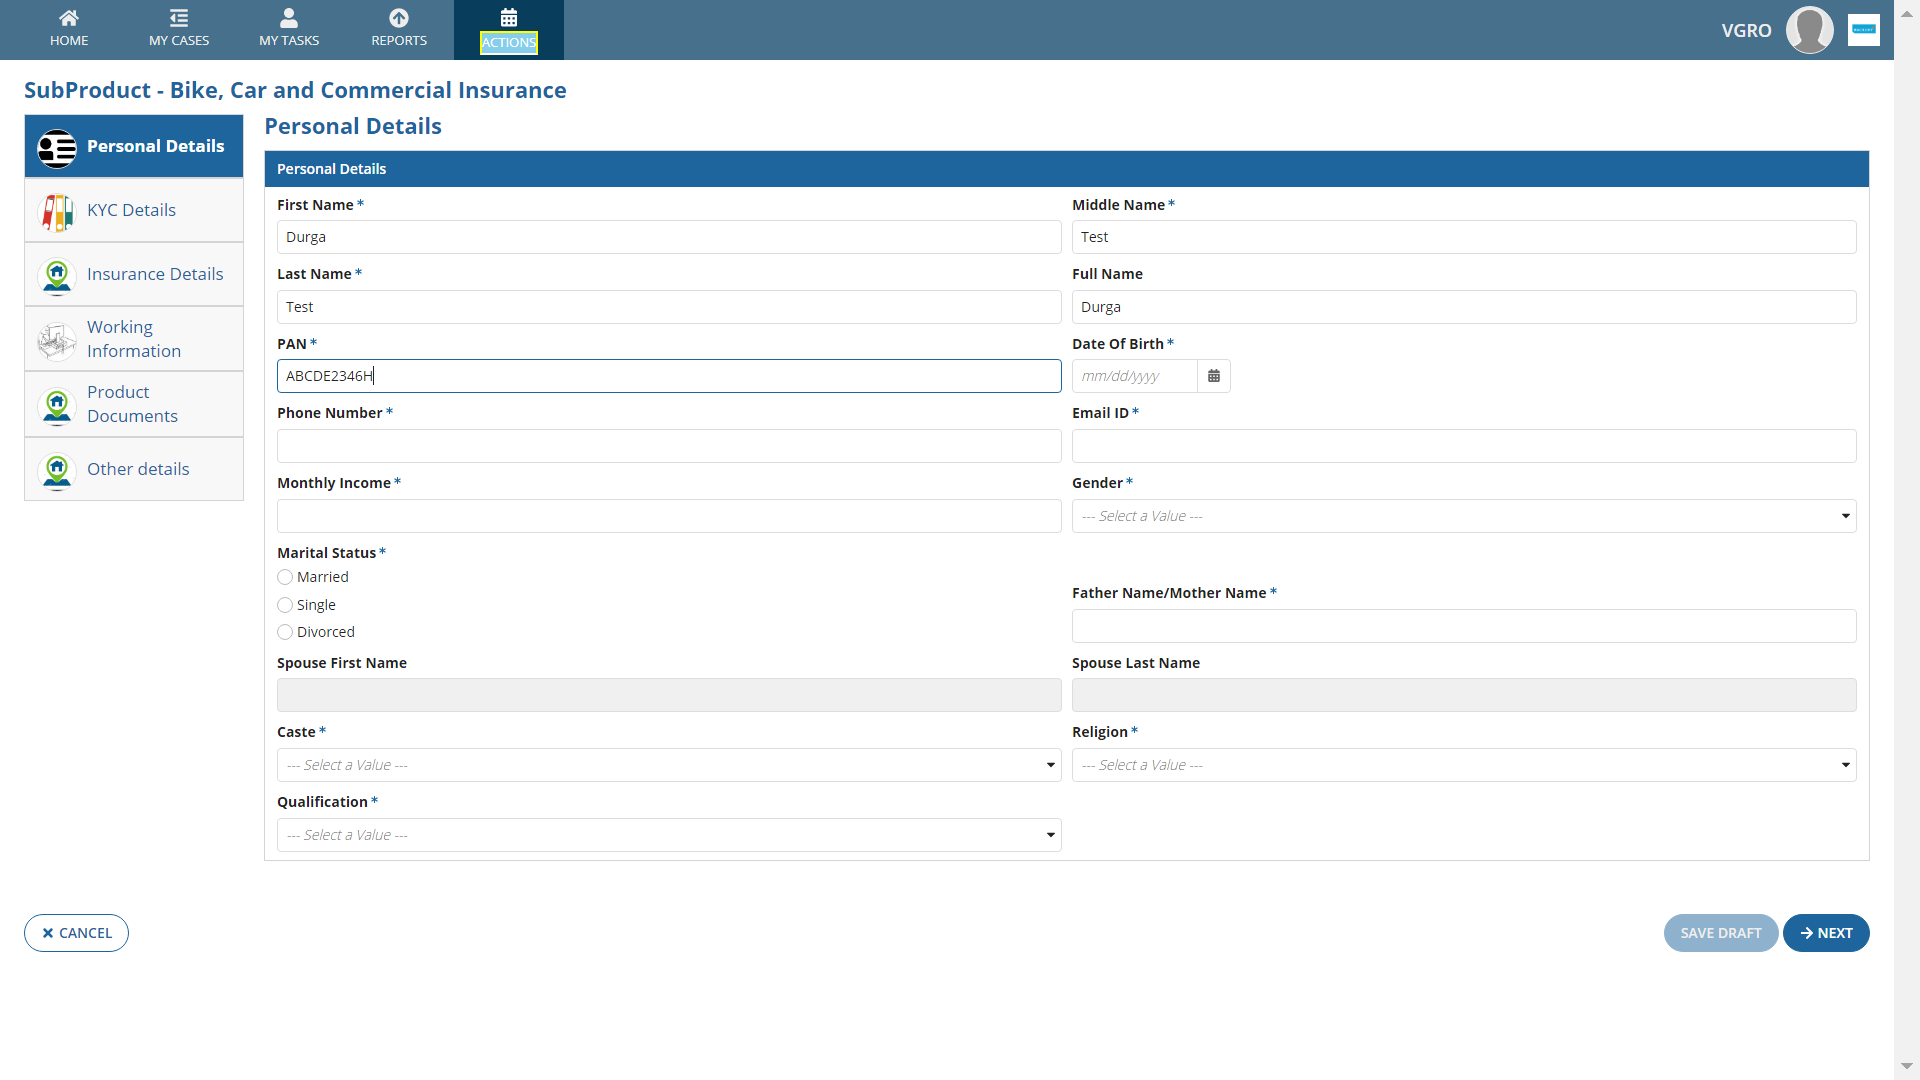 HOME
MY CASES
MY TASKS
REPORTS
ACTIONS
VGRO
SubProduct - Bike, Car and Commercial Insurance
Personal Details
KYC Details
Insurance Details
Working
Information
Product
Documents
Other details
Personal Details
Personal Details
First Name *
Middle Name *
Durga
Test
Last Name *
Full Name
Test
Durga
PAN *
Date Of Birth *
ABCDE2346H
mm/dd/yyyy
Phone Number *
Email ID *
Monthly Income *
Gender *
--- Select a Value ---
Marital Status *
Married
Single
Divorced
Father Name/Mother Name *
Spouse First Name
Spouse Last Name
Caste *
Religion *
--- Select a Value ---
--- Select a Value ---
Qualification *
--- Select a Value ---
CANCEL
SAVE DRAFT
NEXT